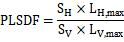 PLSDF = (S_H × L_H,max) / (S_V × L_V,max)